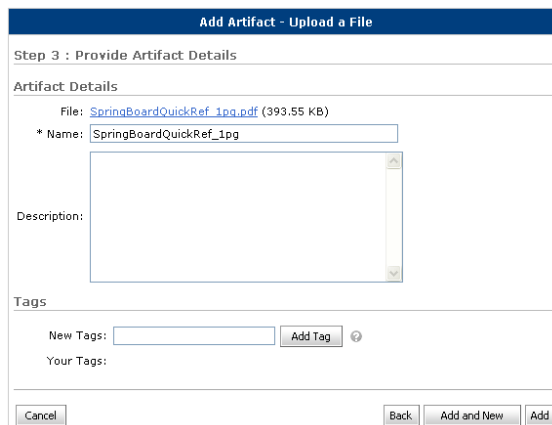 Add Artifact - Upload a File
Step 3 : Provide Artifact Details
Artifact Details
File: SpringBoardQuickRef_1pg.pdf (393.55 KB)
* Name: SpringBoardQuickRef_1pg
Description:
Tags
New Tags: Add Tag ?
Your Tags:
Cancel Back Add and New Add